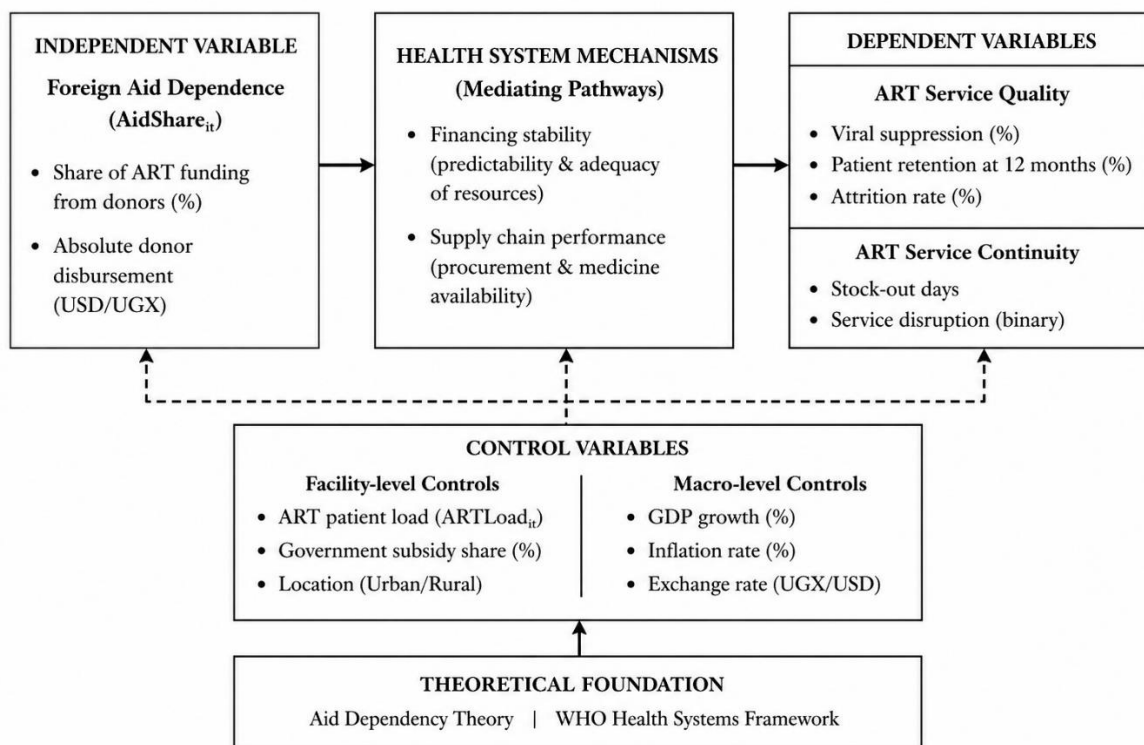 INDEPENDENT VARIABLE
Foreign Aid Dependence
(AidShareit)
• Share of ART funding
from donors (%)
• Absolute donor
disbursement
(USD/UGX)
HEALTH SYSTEM MECHANISMS
(Mediating Pathways)
• Financing stability
(predictability & adequacy
of resources)
• Supply chain performance
(procurement & medicine
availability)
DEPENDENT VARIABLES
ART Service Quality
• Viral suppression (%)
• Patient retention at 12 months (%)
• Attrition rate (%)
ART Service Continuity
• Stock-out days
• Service disruption (binary)
CONTROL VARIABLES
Facility-level Controls
• ART patient load (ARTLoadit)
• Government subsidy share (%)
• Location (Urban/Rural)
Macro-level Controls
• GDP growth (%)
• Inflation rate (%)
• Exchange rate (UGX/USD)
THEORETICAL FOUNDATION
Aid Dependency Theory | WHO Health Systems Framework